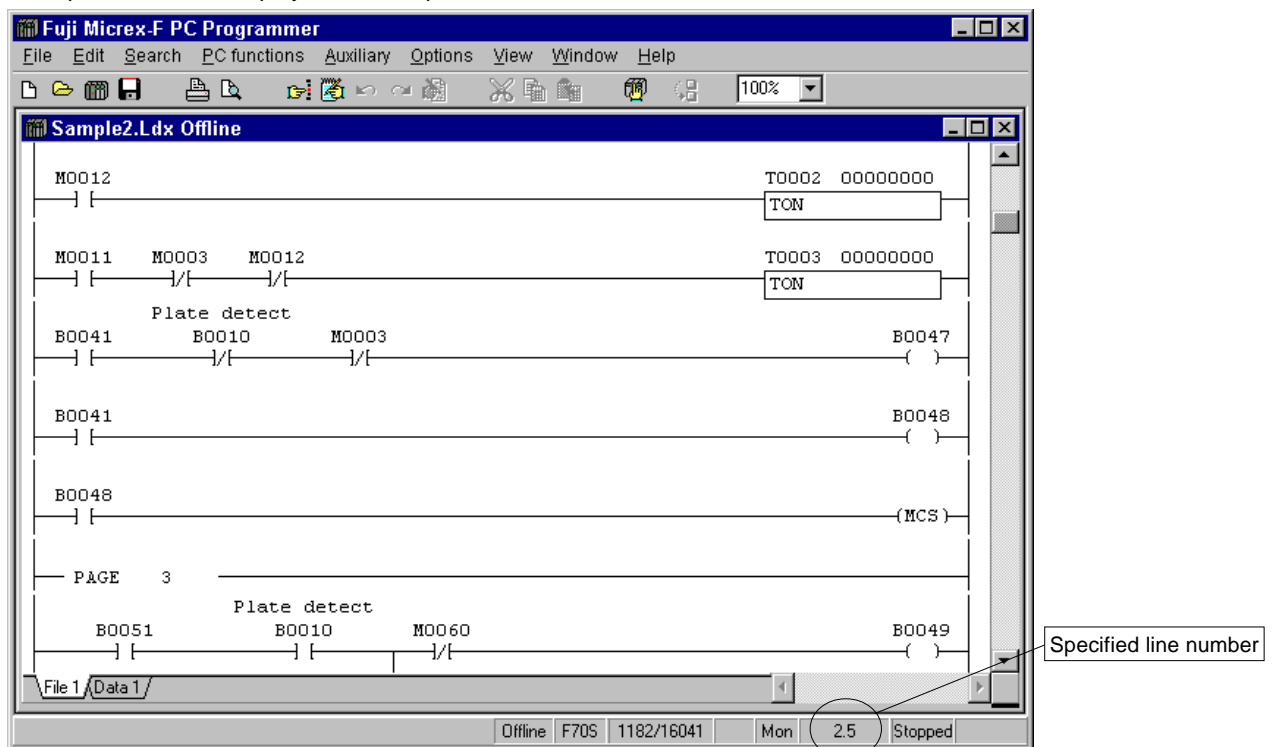 Fuji Micrex-F PC Programmer
File Edit Search PC functions Auxiliary Options View Window Help
100%
Sample2.Ldx Offline
M0012 T0002 00000000
TON
M0011 M0003 M0012 T0003 00000000
TON
Plate detect
B0041 B0010 M0003 B0047
B0041 B0048
B0048
(MCS)
PAGE 3
Plate detect
B0051 B0010 M0060 B0049
Specified line number
File 1 Data 1
Offline F70S 1182/16041 Mon 2.5 Stopped